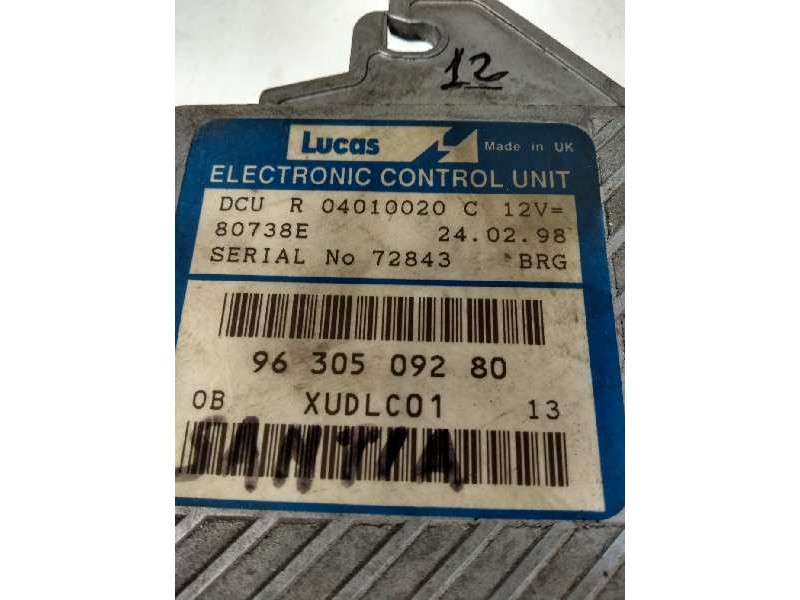 12
Lucas Made in UK
ELECTRONIC CONTROL UNIT
DCU R 04010020 C 12V=
80738E 24.02.98
SERIAL No 72843 BRG
96 305 092 80
0B XUDLC01 13
SANTIA